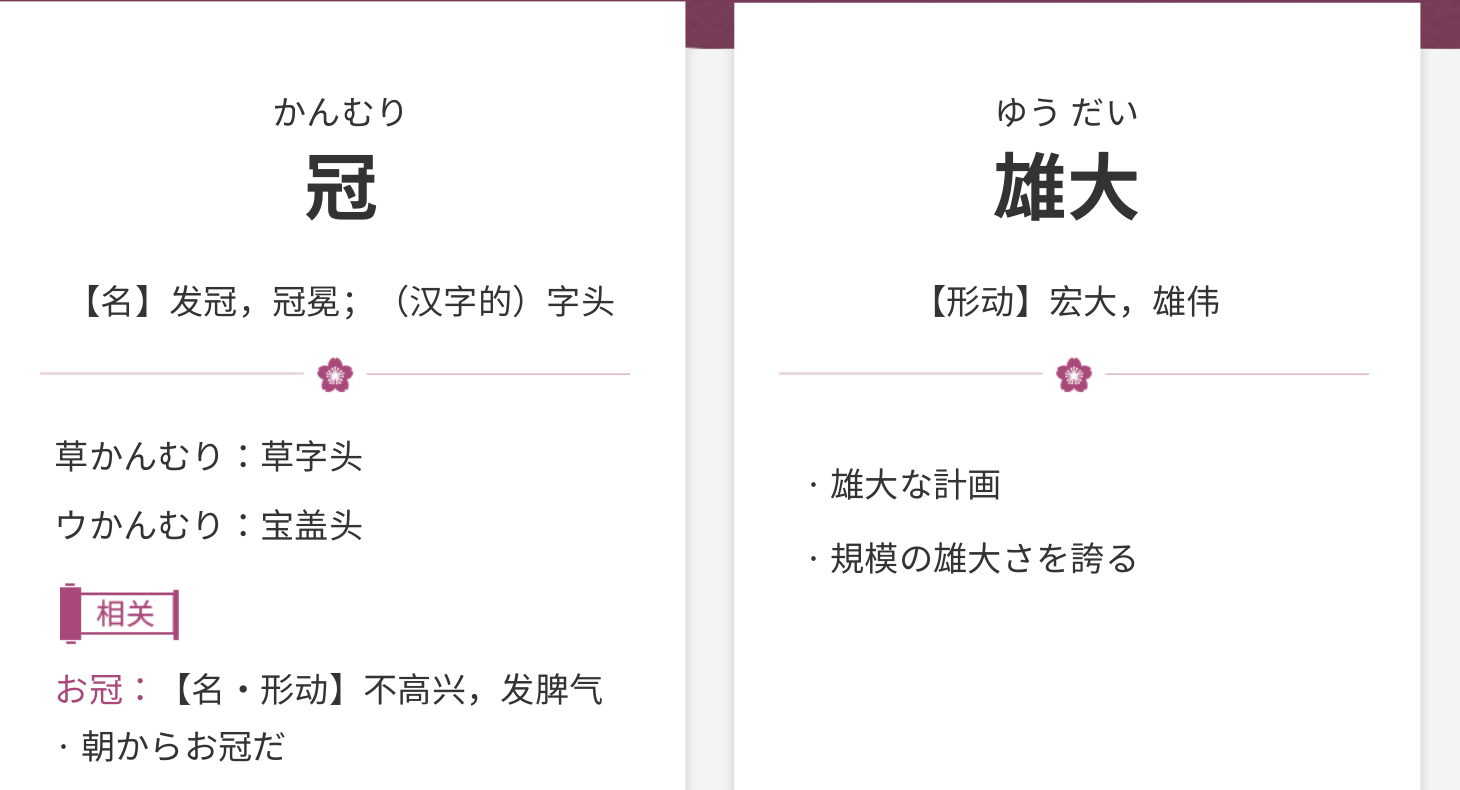 かんむり
冠
【名】发冠，冠冕；（汉字的）字头
草かんむり：草字头
ウかんむり：宝盖头
相关
お冠：【名・形动】不高兴，发脾气
· 朝からお冠だ
ゆう だい
雄大
【形动】宏大，雄伟
· 雄大な計画
· 規模の雄大さを誇る